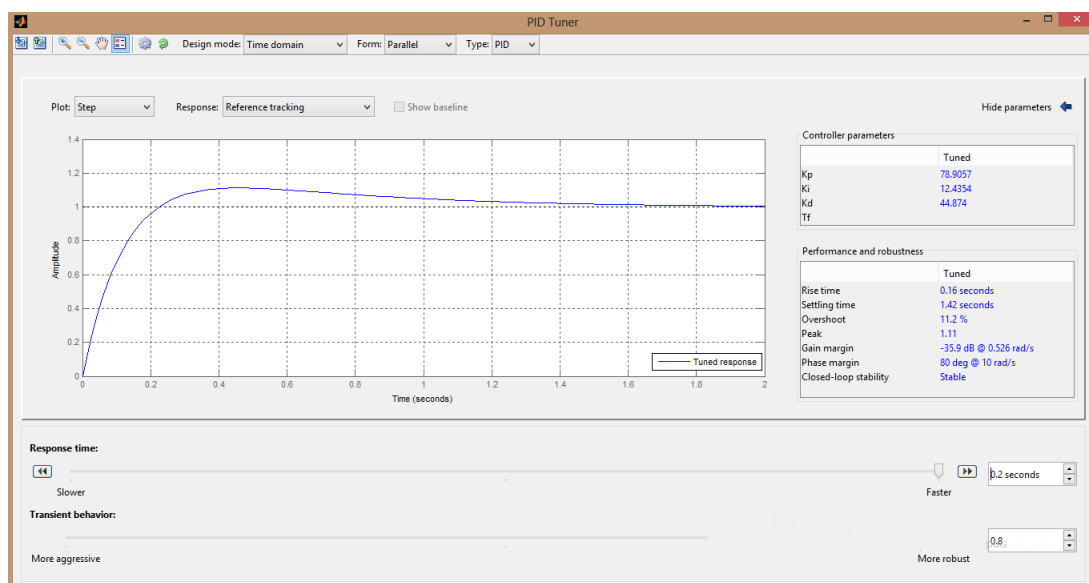 PID Tuner
Design mode: Time domain Form: Parallel Type: PID
Plot: Step Response: Reference tracking Show baseline Hide parameters
1.4
1.2
1
0.8
0.6
0.4
0.2
0
Amplitude
0 0.2 0.4 0.6 0.8 1 1.2 1.4 1.6 1.8 2
Time (seconds)
Tuned response
Controller parameters
Tuned
Kp 78.9057
Ki 12.4354
Kd 44.874
Tf
Performance and robustness
Tuned
Rise time 0.16 seconds
Settling time 1.42 seconds
Overshoot 11.2 %
Peak 1.11
Gain margin -35.9 dB @ 0.526 rad/s
Phase margin 80 deg @ 10 rad/s
Closed-loop stability Stable
Response time:
0.2 seconds
Slower Faster
Transient behavior:
0.8
More aggressive More robust